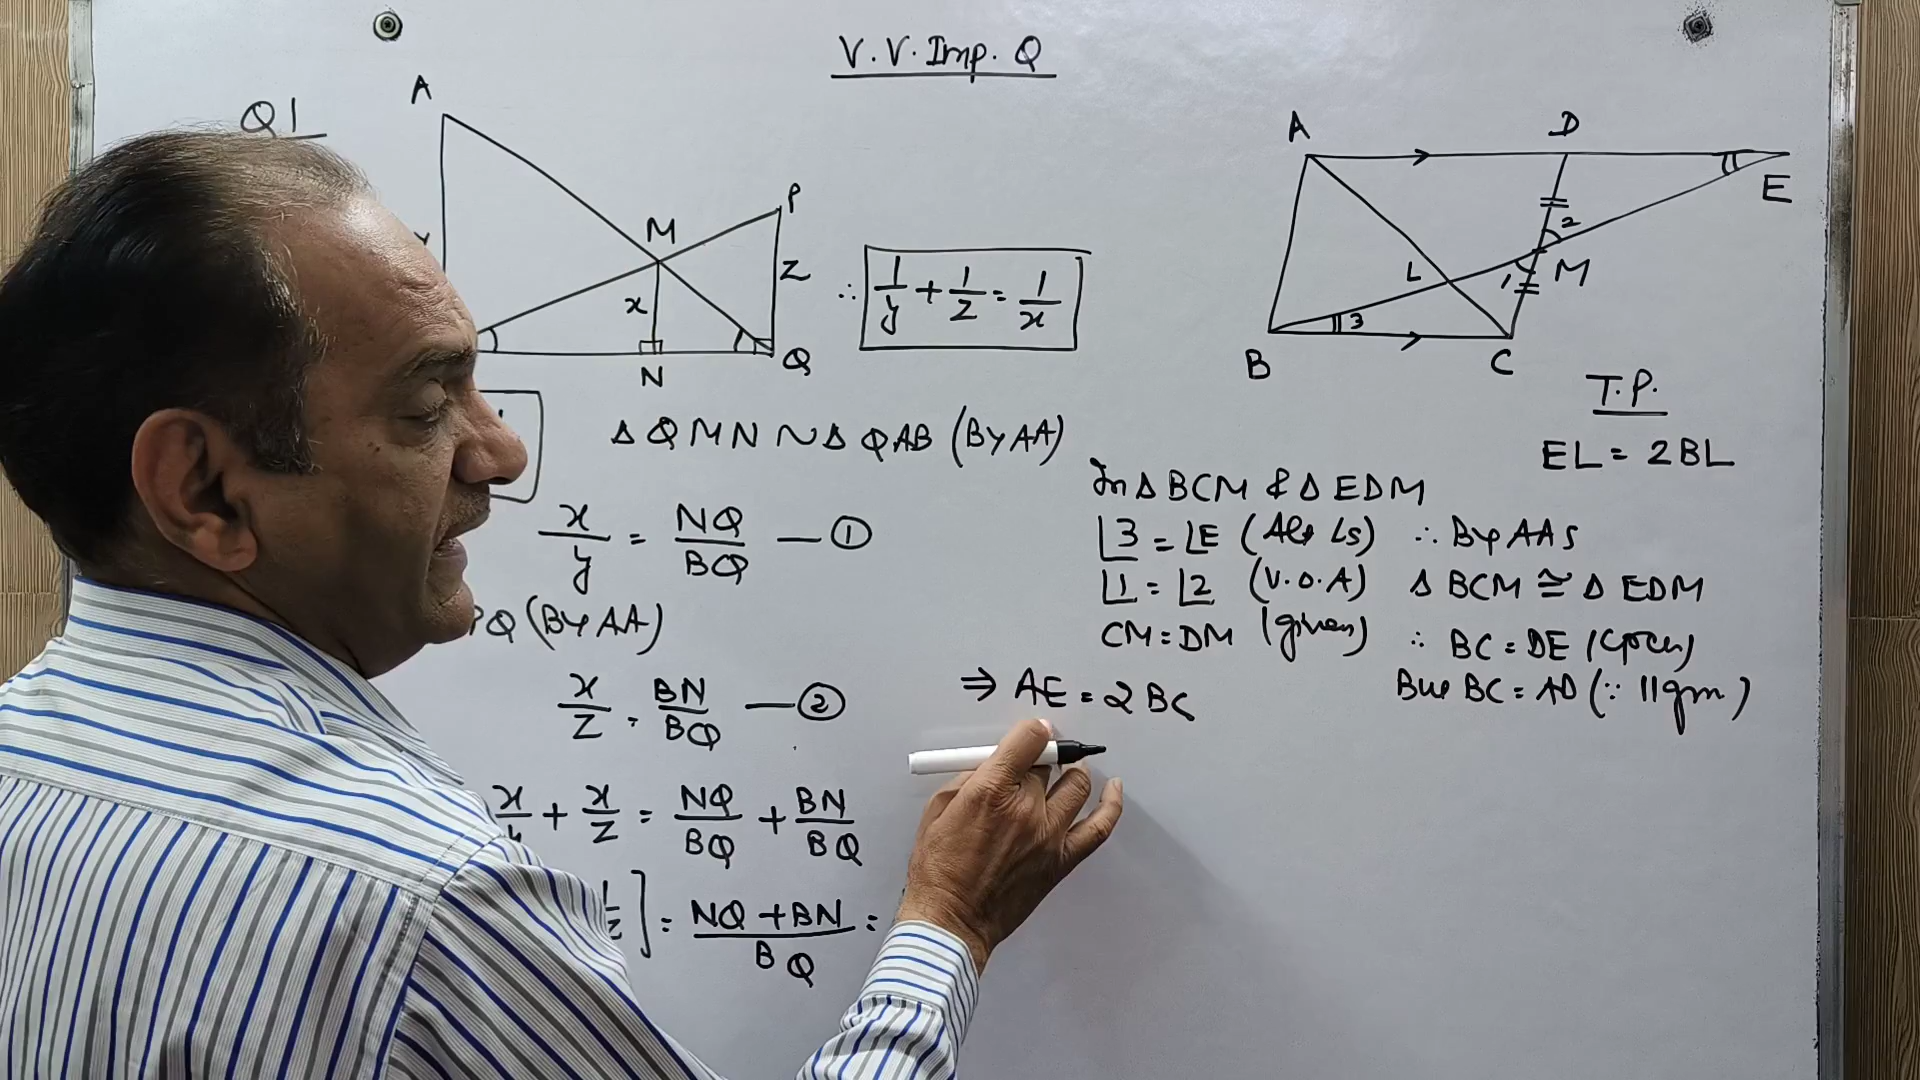 V.V.Imp. Q
Q1
A
M
P
x
Z
N
Q
∴ 1/y + 1/z = 1/x
Δ QMN ~ Δ QAB (By AA)
x/y = NQ/BQ — ①
PQ (By AA)
x/z = BN/BQ — ②
x/y + x/z = NQ/BQ + BN/BQ
1/z ] = NQ + BN/BQ =
A
D
E
2
L
1
M
3
B
C
T.P.
EL = 2BL
In Δ BCM & Δ EDM
∠3 = ∠E (Alt ∠s) ∴ By AAS
∠1 = ∠2 (V.O.A) Δ BCM ≅ Δ EDM
CM = DM (given) ∴ BC = DE (cpct)
But BC = AD (∵ ||gm)
⇒ AE = 2BC